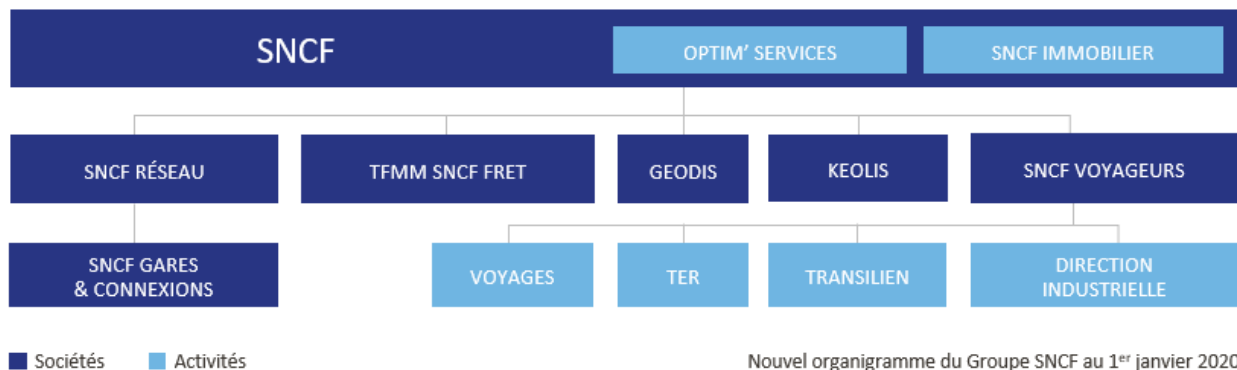 SNCF
OPTIM' SERVICES
SNCF IMMOBILIER
SNCF RÉSEAU
TFMM SNCF FRET
GEODIS
KEOLIS
SNCF VOYAGEURS
SNCF GARES
& CONNEXIONS
VOYAGES
TER
TRANSILIEN
DIRECTION
INDUSTRIELLE
Sociétés
Activités
Nouvel organigramme du Groupe SNCF au 1er janvier 2020